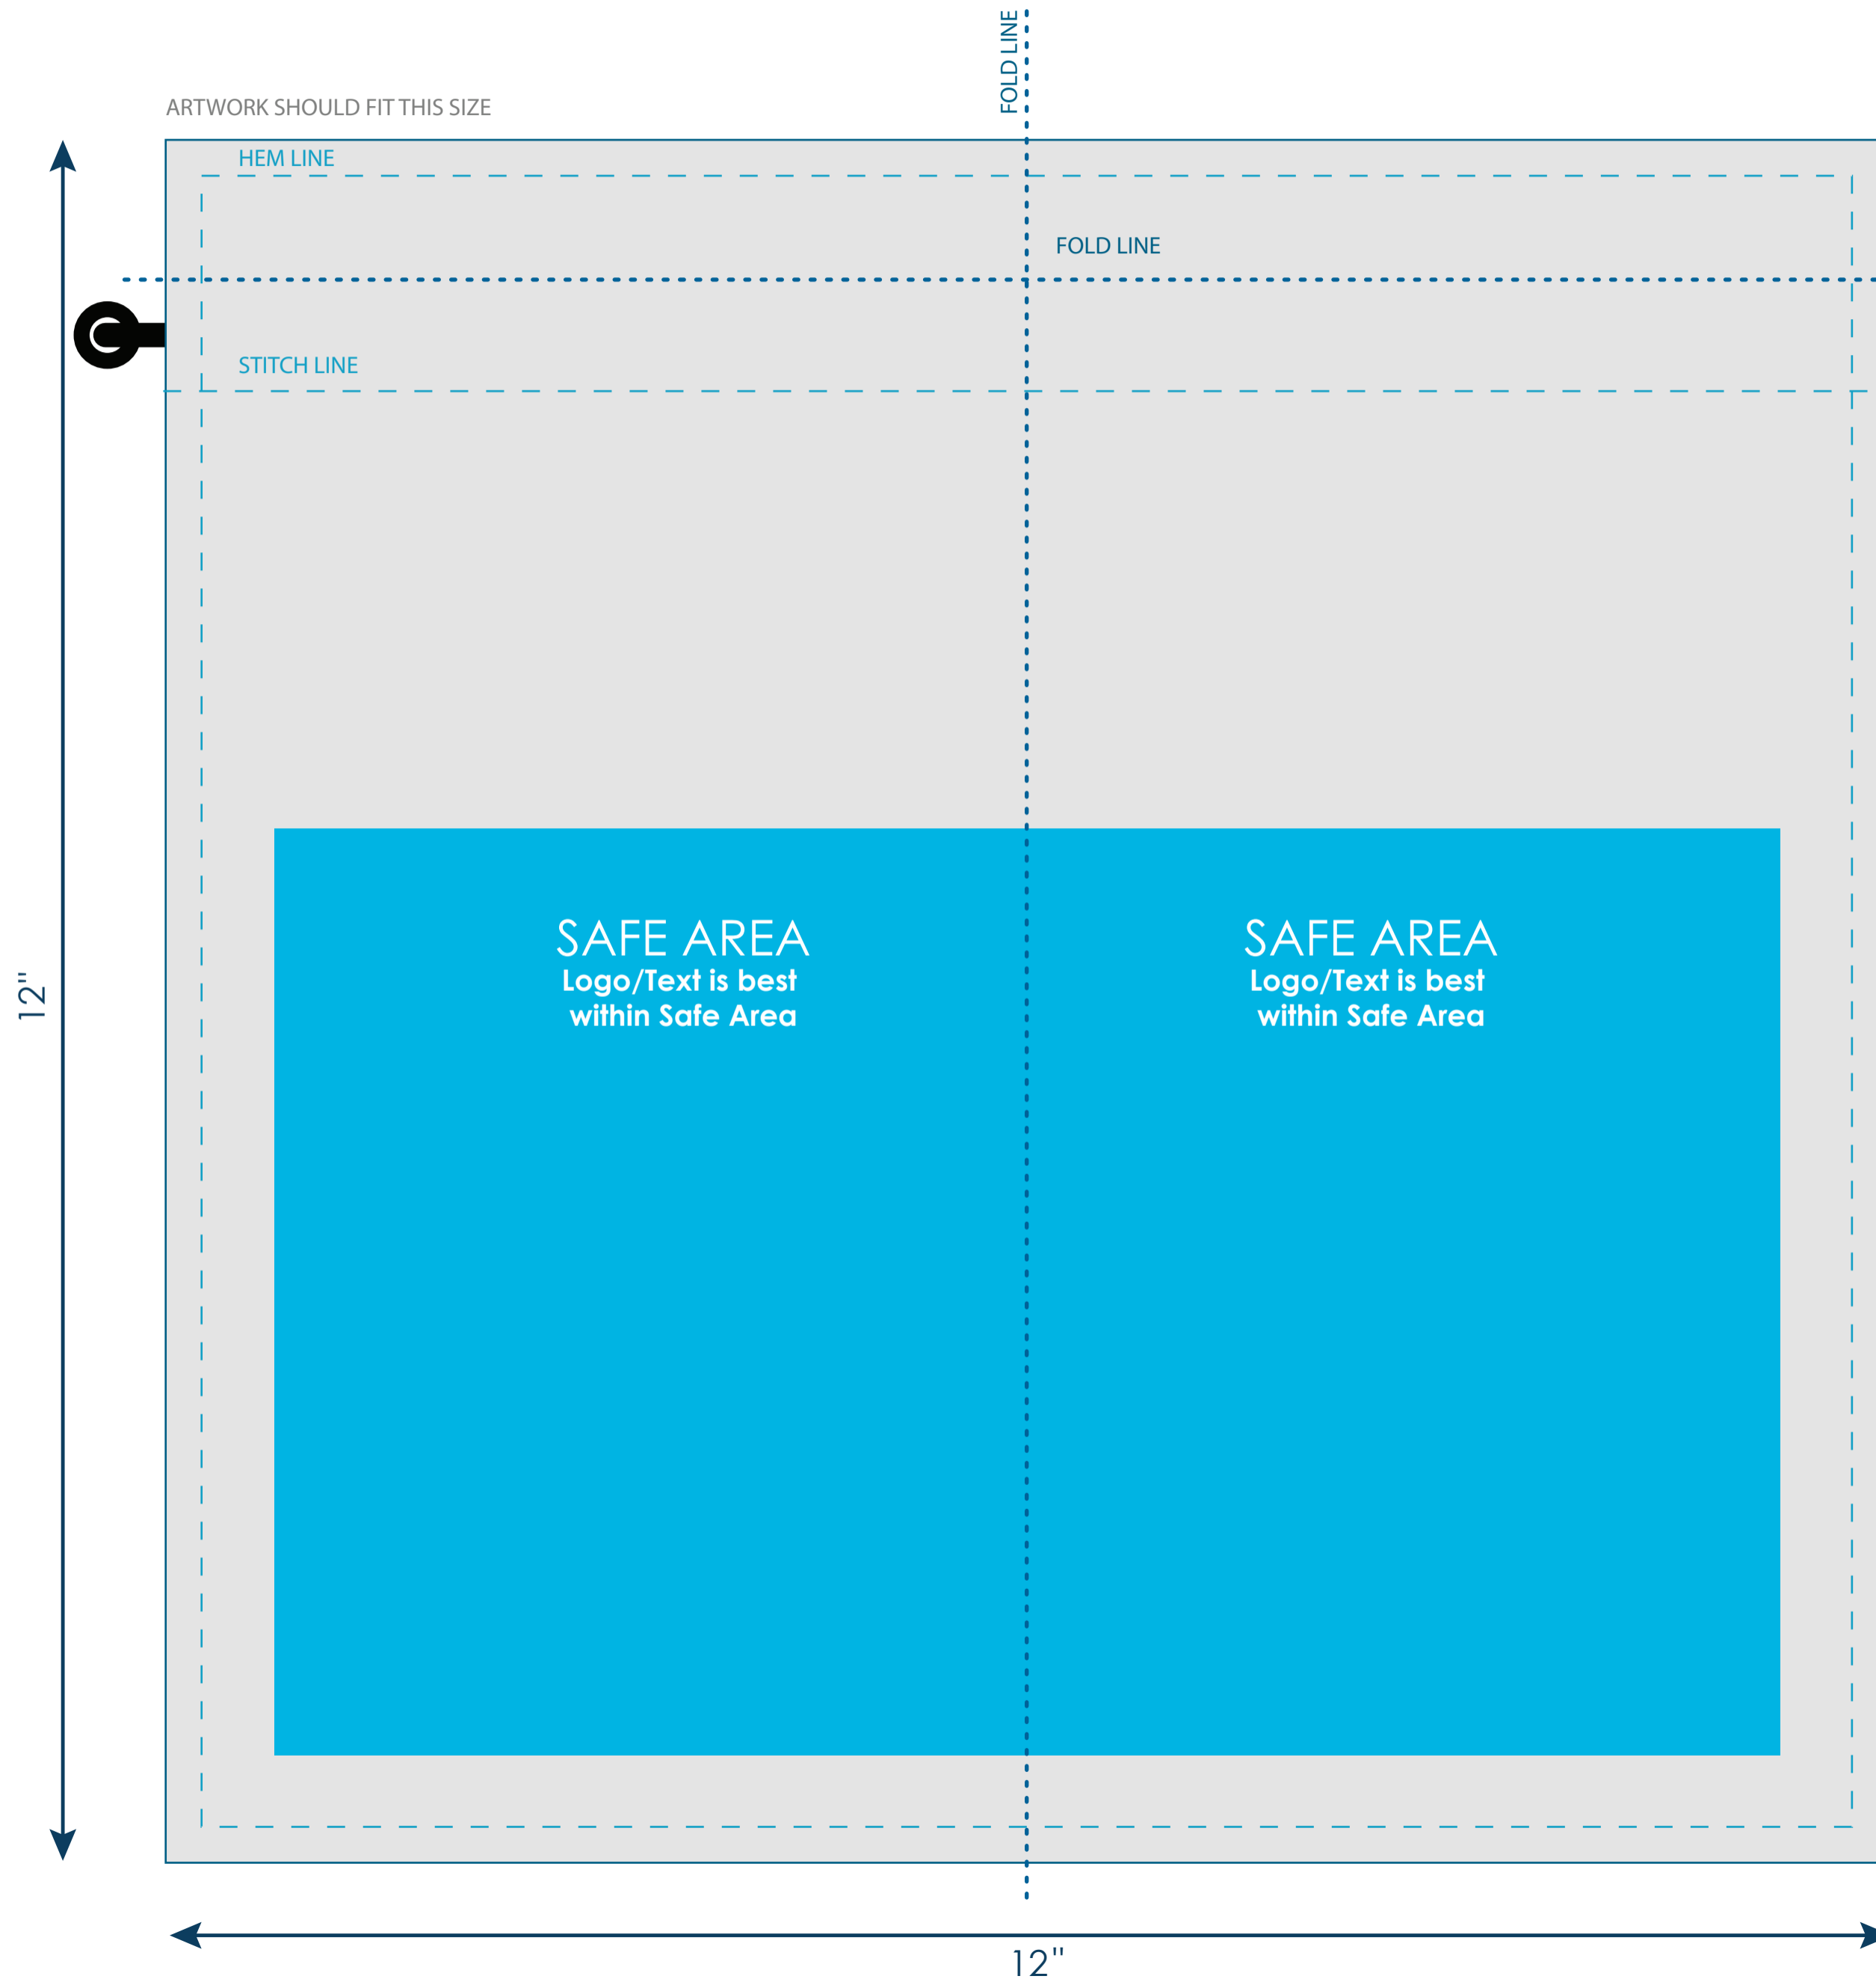 FOLD LINE
ARTWORK SHOULD FIT THIS SIZE
HEM LINE
FOLD LINE
STITCH LINE
SAFE AREA
Logo/Text is best
within Safe Area
SAFE AREA
Logo/Text is best
within Safe Area
12"
12"